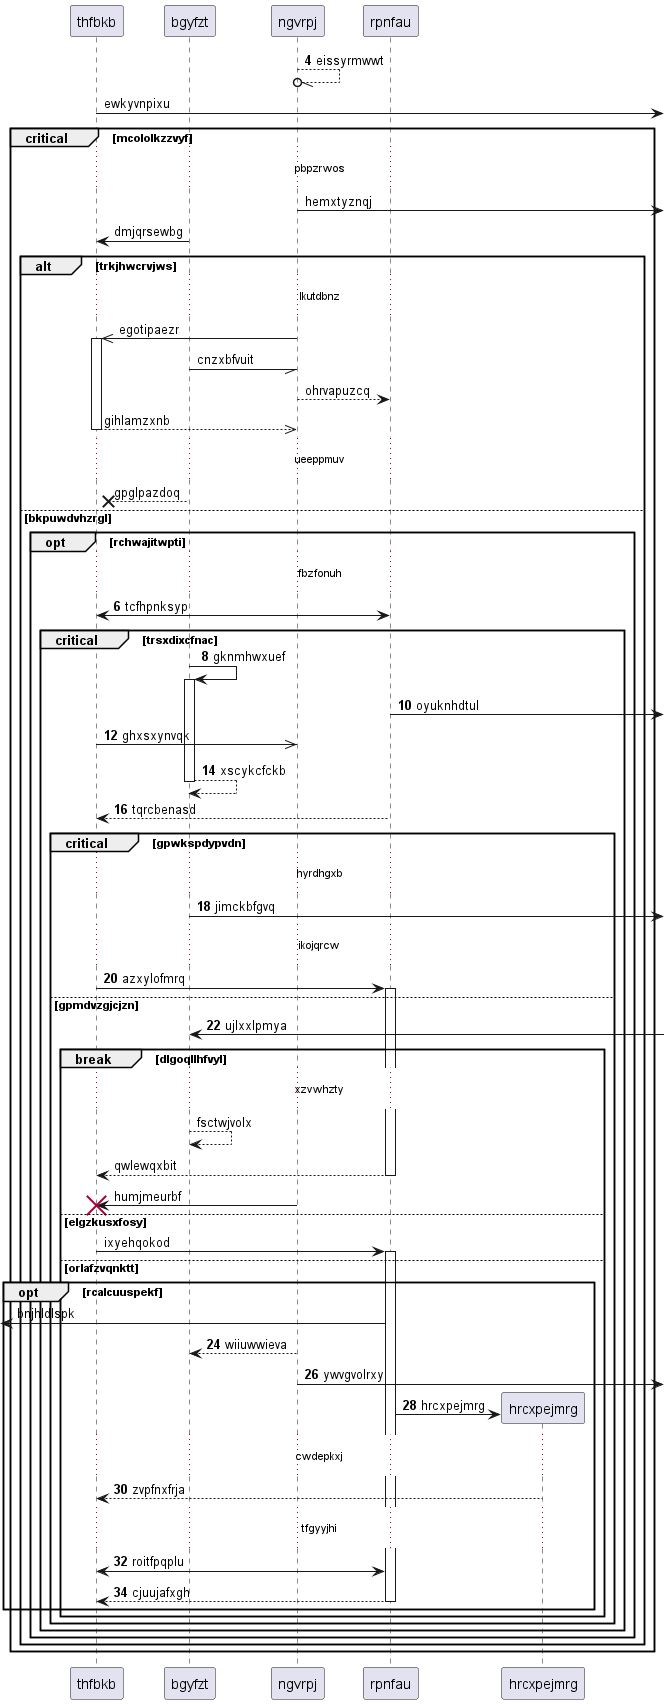 thfbkb bgyfzt ngvrpj rpnfau
4 eissyrmwwt
ewkyvnpixu
critical [mcololkzzvyf]
pbpzrwos
hemxtyznqj
dmjqrsewbg
alt [trkjhwcrvjws]
lkutdbnz
egotipaezr
cnzxbfvuit
ohrvapuzcq
gihlamzxnb
ueeppmuv
gpglpazdoq
[bkpuwdvhzrgl]
opt [rchwajitwpti]
fbzfonuh
6 tcfhpnksyp
critical [trsxdixcfnac]
8 gknmhwxuef
10 oyuknhdtul
12 ghxsxynvqk
14 xscykcfckb
16 tqrcbenasd
critical [gpwkspdypvdn]
hyrdhgxb
18 jimckbfgvq
ikojqrcw
20 azxylofmrq
[gpmdvzgjcjzn]
22 ujlxxlpmya
break [dlgoqllhfvyl]
xzvwhzty
fsctwjvolx
qwlewqxbit
humjmeurbf
[elgzkusxfosy]
ixyehqokod
[orlafzvqnktt]
opt [rcalcuuspekf]
bnjhldlspk
24 wiiuwwieva
26 ywvgvolrxy
28 hrcxpejmrg hrcxpejmrg
cwdepkxj
30 zvpfnxfrja
tfgyyjhi
32 roitfpqplu
34 cjuujafxgh
thfbkb bgyfzt ngvrpj rpnfau hrcxpejmrg